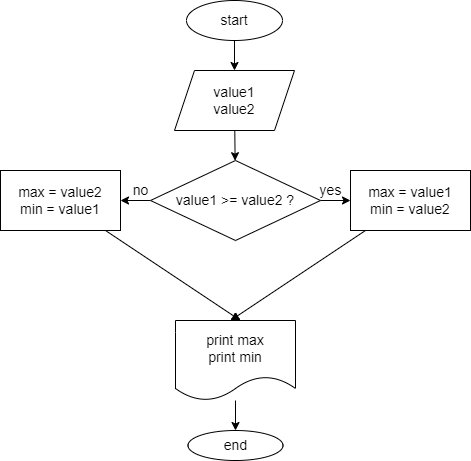 start
value1
value2
no
value1 >= value2 ?
yes
max = value2
min = value1
max = value1
min = value2
print max
print min
end